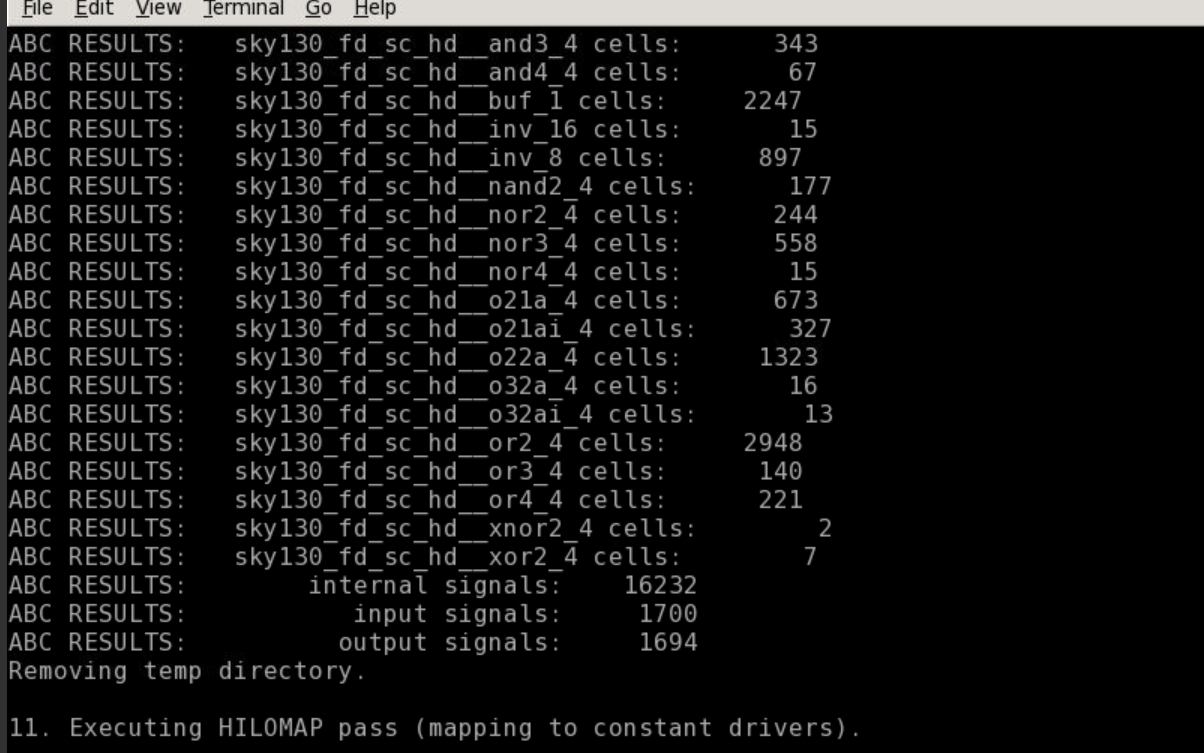 File Edit View Terminal Go Help
ABC RESULTS:   sky130_fd_sc_hd__and3_4 cells:      343
ABC RESULTS:   sky130_fd_sc_hd__and4_4 cells:       67
ABC RESULTS:   sky130_fd_sc_hd__buf_1 cells:     2247
ABC RESULTS:   sky130_fd_sc_hd__inv_16 cells:       15
ABC RESULTS:   sky130_fd_sc_hd__inv_8 cells:      897
ABC RESULTS:   sky130_fd_sc_hd__nand2_4 cells:      177
ABC RESULTS:   sky130_fd_sc_hd__nor2_4 cells:      244
ABC RESULTS:   sky130_fd_sc_hd__nor3_4 cells:      558
ABC RESULTS:   sky130_fd_sc_hd__nor4_4 cells:       15
ABC RESULTS:   sky130_fd_sc_hd__o21a_4 cells:      673
ABC RESULTS:   sky130_fd_sc_hd__o21ai_4 cells:      327
ABC RESULTS:   sky130_fd_sc_hd__o22a_4 cells:     1323
ABC RESULTS:   sky130_fd_sc_hd__o32a_4 cells:       16
ABC RESULTS:   sky130_fd_sc_hd__o32ai_4 cells:       13
ABC RESULTS:   sky130_fd_sc_hd__or2_4 cells:     2948
ABC RESULTS:   sky130_fd_sc_hd__or3_4 cells:      140
ABC RESULTS:   sky130_fd_sc_hd__or4_4 cells:      221
ABC RESULTS:   sky130_fd_sc_hd__xnor2_4 cells:        2
ABC RESULTS:   sky130_fd_sc_hd__xor2_4 cells:        7
ABC RESULTS:        internal signals:    16232
ABC RESULTS:           input signals:     1700
ABC RESULTS:          output signals:     1694
Removing temp directory.
11. Executing HILOMAP pass (mapping to constant drivers).